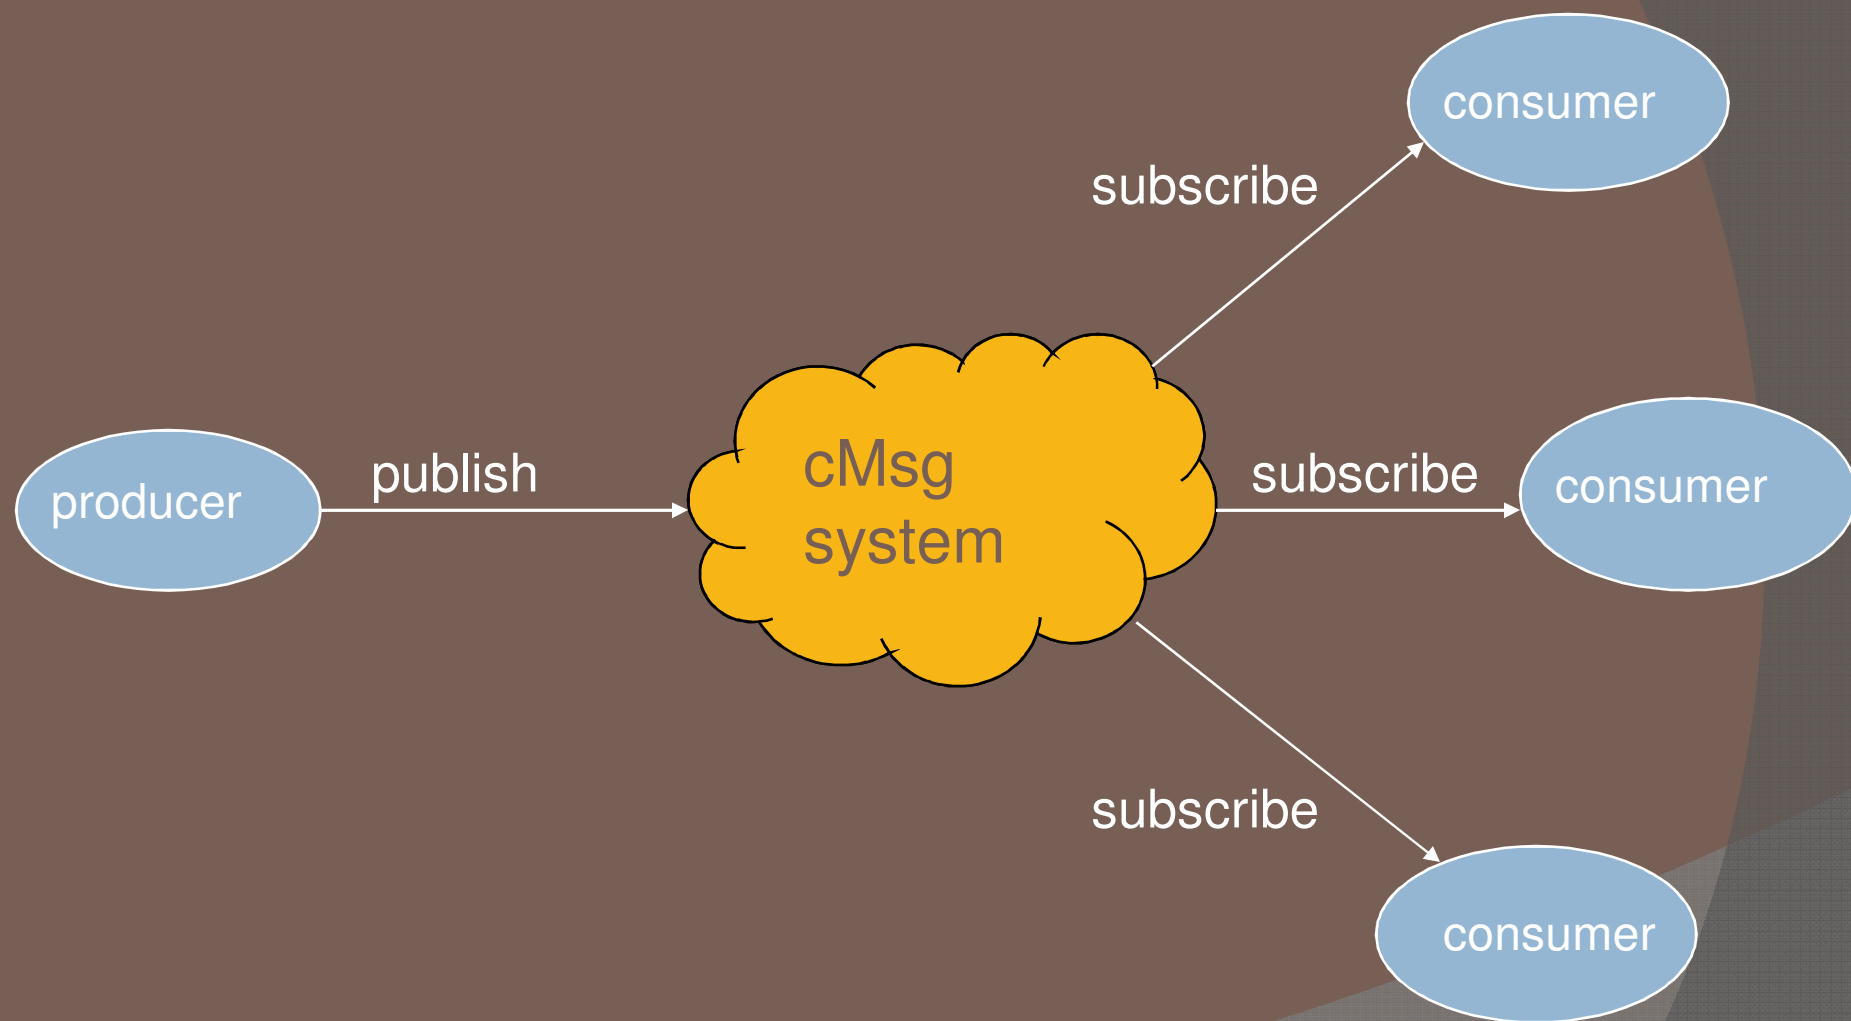 consumer
subscribe
producer
publish
cMsg
system
subscribe
consumer
subscribe
consumer